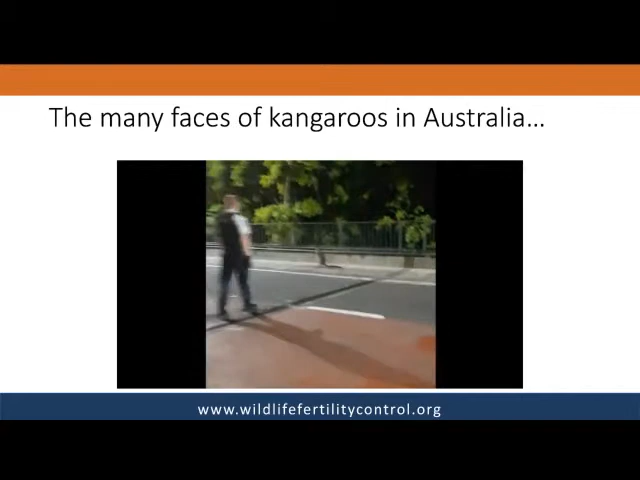 The many faces of kangaroos in Australia…
www.wildlifefertilitycontrol.org